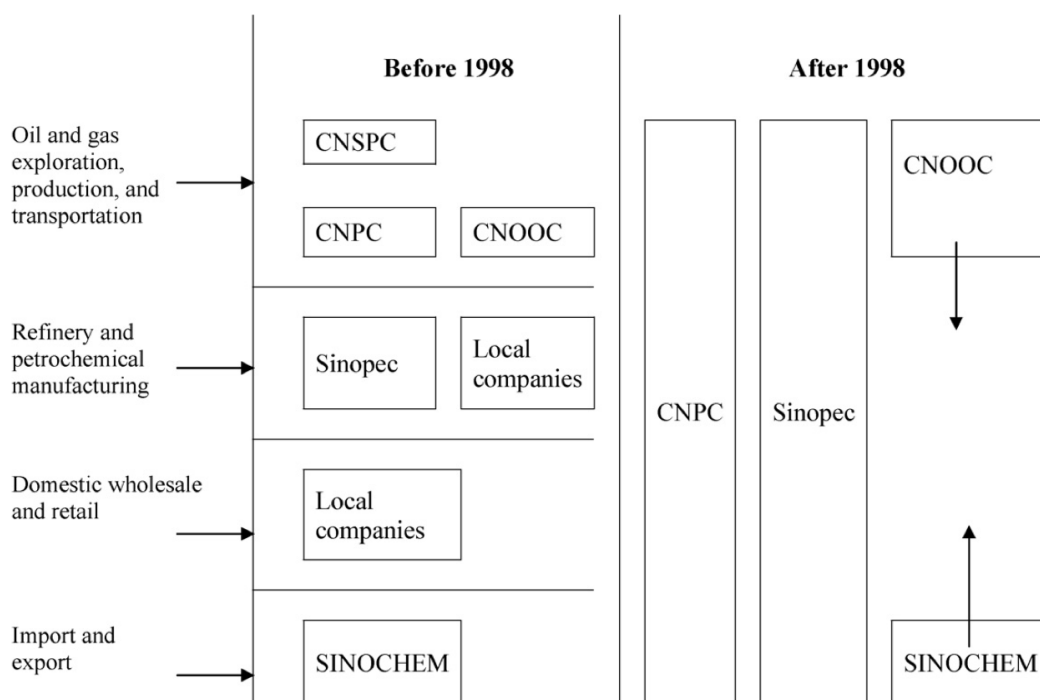 Before 1998
After 1998
Oil and gas
exploration,
production, and
transportation
CNSPC
CNPC
CNOOC
CNOOC
Refinery and
petrochemical
manufacturing
Sinopec
Local
companies
CNPC
Sinopec
Domestic wholesale
and retail
Local
companies
Import and
export
SINOCHEM
SINOCHEM